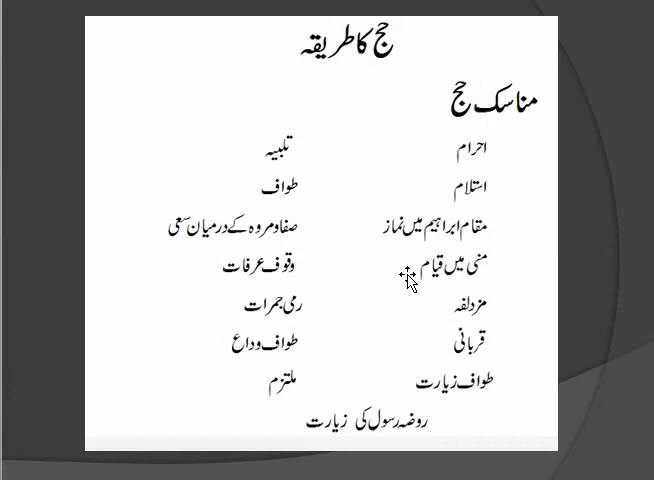 حج کا طریقہ
مناسک حج
احرام تلبیہ
استلام طواف
مقام ابراہیم میں نماز صفا و مروہ کے درمیان سعی
منی میں قیام وقوف عرفات
مزدلفہ رمی جمرات
قربانی طواف وداع
طواف زیارت ملتزم
روضہ رسول کی زیارت